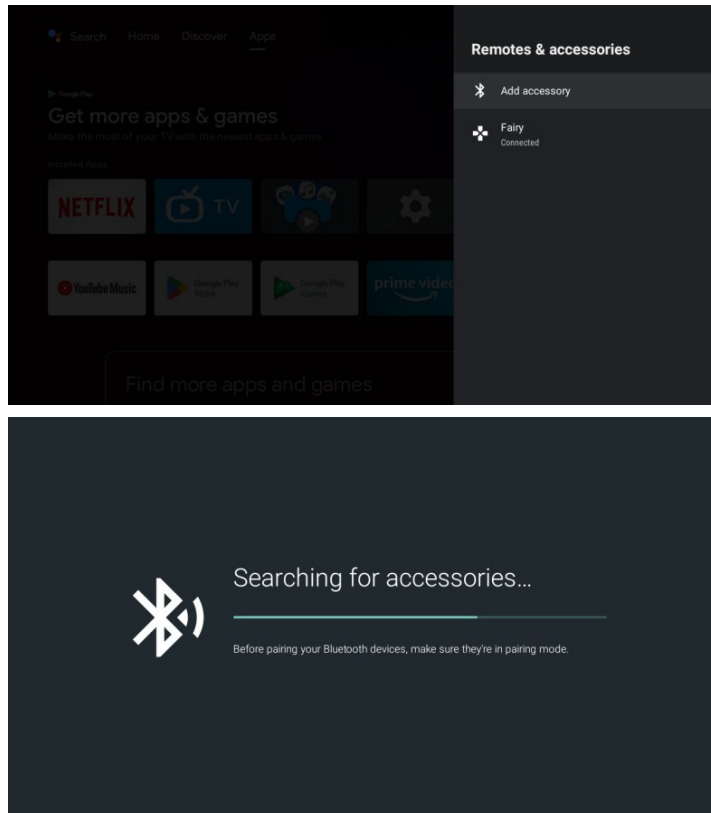 Search Home Discover Apps
Google Play
Get more apps & games
Make the most of your TV with the newest apps & games
Installed Apps
NETFLIX TV
YouTube Music Google Play Store Google Play Games prime video
Find more apps and games
Remotes & accessories
Add accessory
Fairy
Connected
Searching for accessories...
Before pairing your Bluetooth devices, make sure they're in pairing mode.